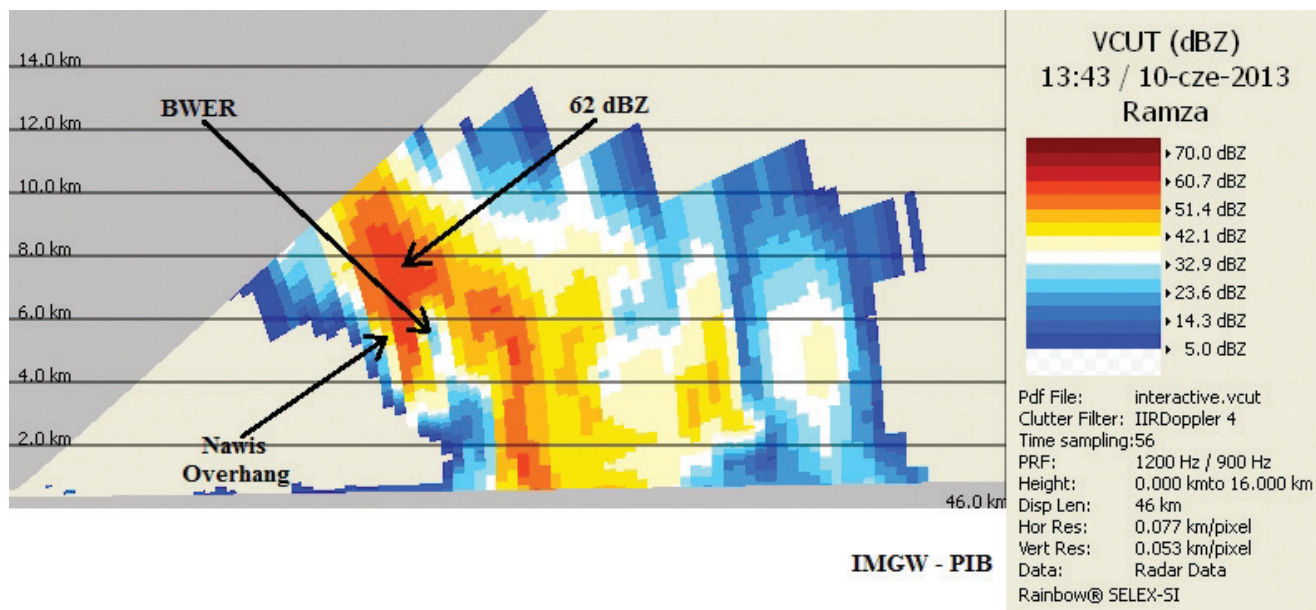 14.0 km
BWER
62 dBZ
12.0 km
10.0 km
8.0 km
6.0 km
4.0 km
2.0 km
Nawis
Overhang
46.0 km
IMGW - PIB
VCUT (dBZ)
13:43 / 10-cze-2013
Ramza
70.0 dBZ
60.7 dBZ
51.4 dBZ
42.1 dBZ
32.9 dBZ
23.6 dBZ
14.3 dBZ
5.0 dBZ
Pdf File: interactive.vcut
Clutter Filter: IIRDoppler 4
Time sampling:56
PRF: 1200 Hz / 900 Hz
Height: 0.000 kmto 16.000 km
Disp Len: 46 km
Hor Res: 0.077 km/pixel
Vert Res: 0.053 km/pixel
Data: Radar Data
Rainbow® SELEX-SI